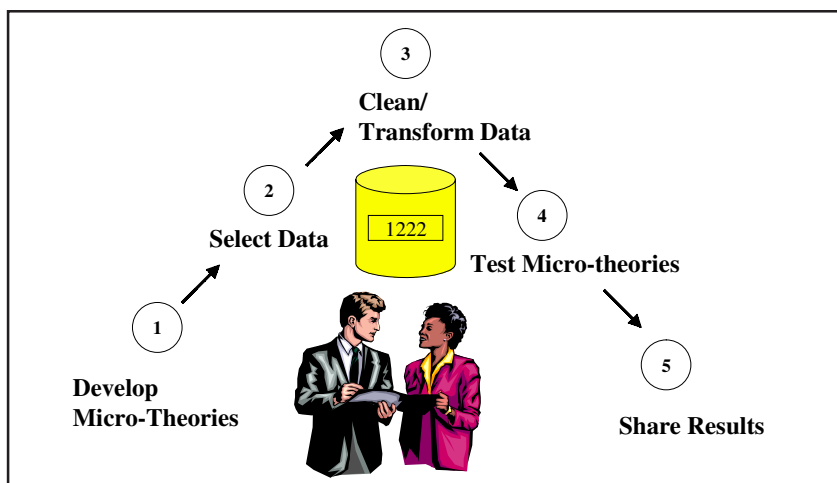 1
Develop
Micro-Theories
2
Select Data
3
Clean/
Transform Data
1222
4
Test Micro-theories
5
Share Results